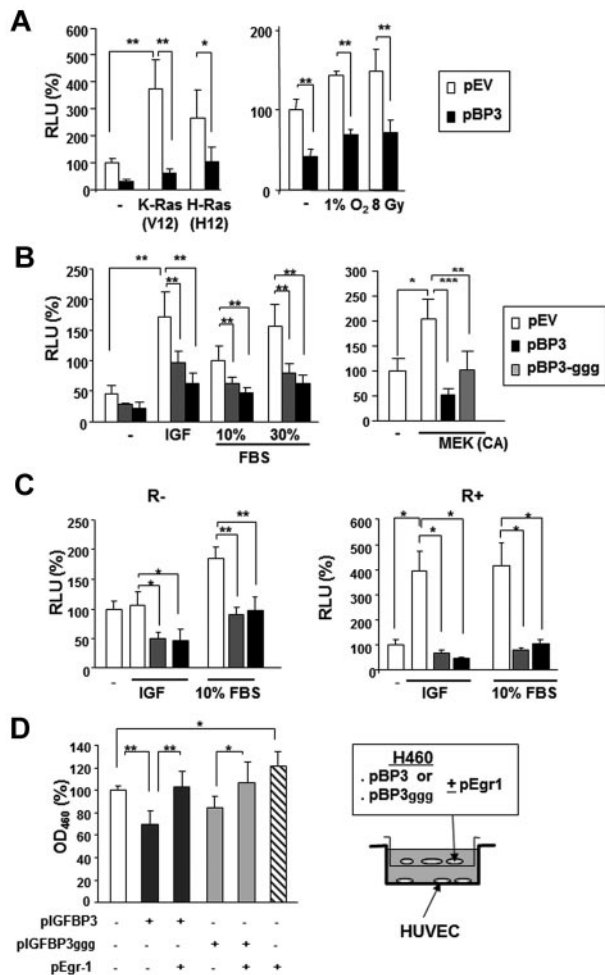 A
600
500
400
300
200
100
0
RLU (%)
** ** *
- K-Ras H-Ras
(V12) (H12)
200
100
0
** ** **
- 1% O2 8 Gy
pEV
pBP3
B
250
200
150
100
50
0
RLU (%)
** ** **
** **
** **
- IGF 10% 30%
FBS
300
250
200
150
100
50
0
* ** ***
- MEK (CA)
pEV
pBP3
pBP3-ggg
C
R-
250
200
150
100
50
0
RLU (%)
* *
** **
- IGF 10% FBS
R+
600
500
400
300
200
100
0
RLU (%)
* * *
* *
- IGF 10% FBS
D
140
120
100
80
60
40
20
0
OD460 (%)
*
** ** *
pIGFBP3 - + + - - -
pIGFBP3ggg - - - + + -
pEgr-1 - - + - + +
H460
. pBP3 or
. pBP3ggg
+ pEgr1
HUVEC